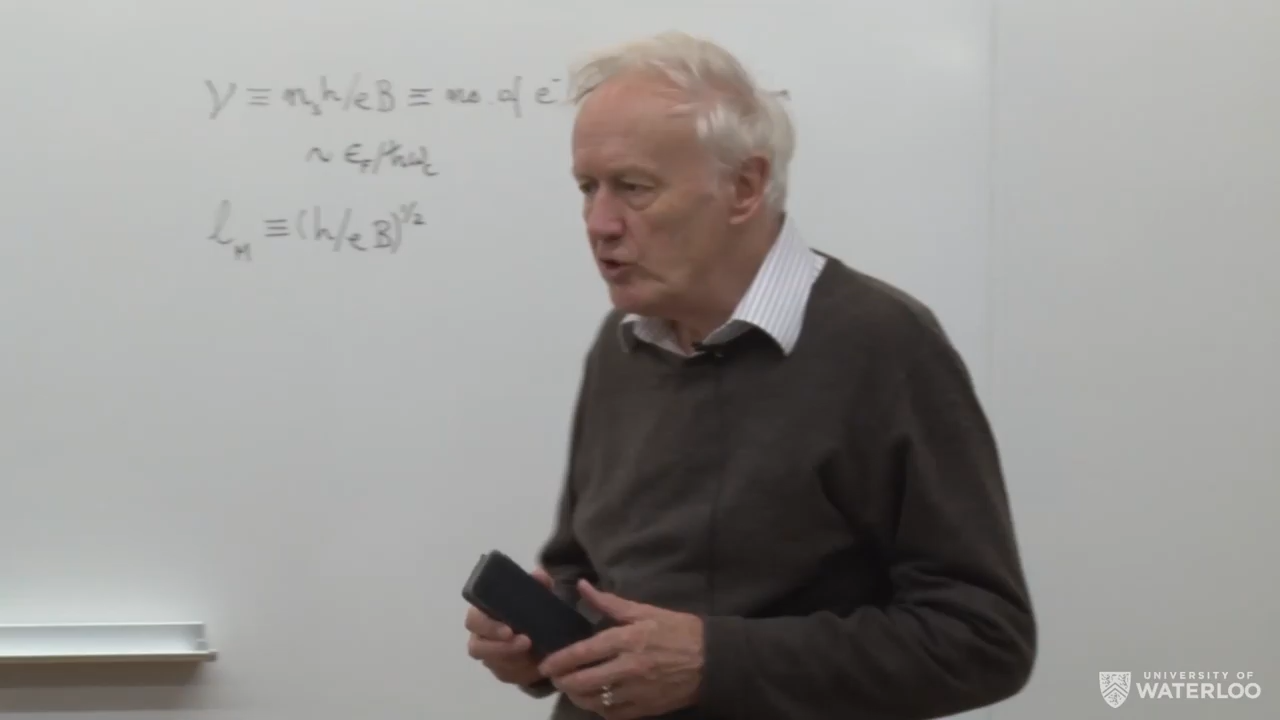 ν ≡ n_s h/eB ≡ no. of e⁻
~ ε_F/ħω_c
l_M ≡ (h/eB)^1/2
UNIVERSITY OF
WATERLOO